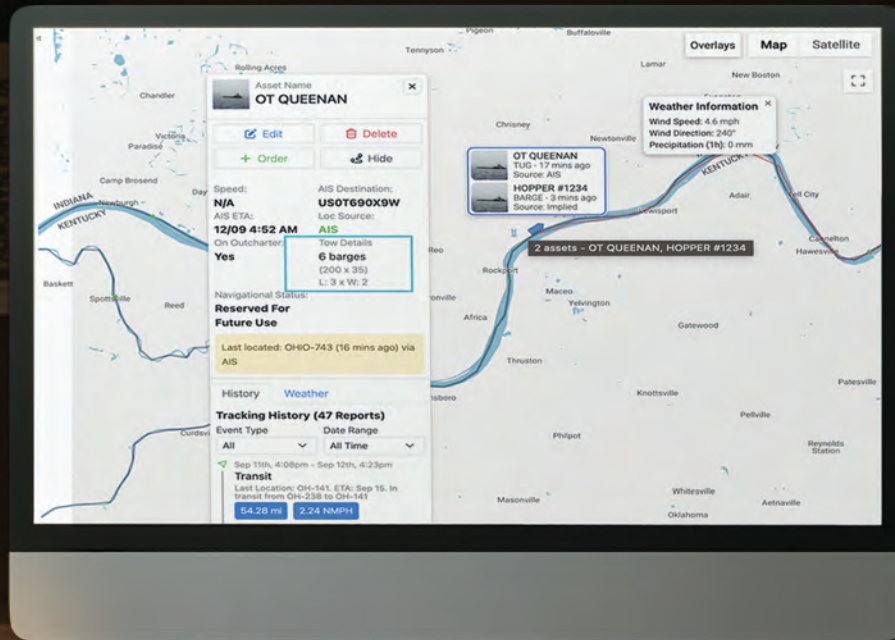 Pigeon
Buffaloville
Tennyson
Lamar
New Boston
Rolling Acres
Chandler
Chrisney
Newtonville
Paradise
Camp Brosend
INDIANA
KENTUCKY
Newburgh
Adair
Tell City
Lewisport
Cannelton
Hawesville
Reo
Rockport
Baskett
Spottsville
Reed
Maceo
Yelvington
Africa
Gatewood
Thruston
Patesville
Knottsville
Pellville
Philpot
Reynolds
Station
Whitesville
Masonville
Aetnaville
Oklahoma
KENTUCKY
Overlays
Map
Satellite
Asset Name
OT QUEENAN
Edit
Delete
+ Order
Hide
Speed:
AIS Destination:
N/A
US0T690X9W
AIS ETA:
Loc Source:
12/09 4:52 AM
AIS
On Outcharter:
Tow Details
Yes
6 barges
(200 x 35)
L: 3 x W: 2
Navigational Status:
Reserved For
Future Use
Last located: OHIO-743 (16 mins ago) via
AIS
History
Weather
Tracking History (47 Reports)
Event Type
Date Range
All
All Time
Sep 11th, 4:08pm - Sep 12th, 4:23pm
Transit
Last Location: OH-141. ETA: Sep 15. In
transit from OH-238 to OH-141
54.28 mi
2.24 NMPH
OT QUEENAN
TUG - 17 mins ago
Source: AIS
HOPPER #1234
BARGE - 3 mins ago
Source: Implied
2 assets - OT QUEENAN, HOPPER #1234
Weather Information
Wind Speed: 4.6 mph
Wind Direction: 240°
Precipitation (1h): 0 mm